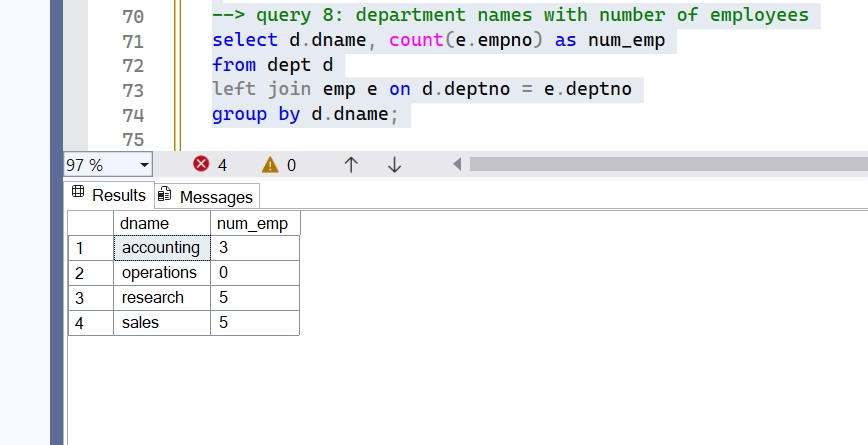 70 --> query 8: department names with number of employees
71 select d.dname, count(e.empno) as num_emp
72 from dept d
73 left join emp e on d.deptno = e.deptno
74 group by d.dname;
75
97 % 4 0
Results Messages
dname num_emp
1 accounting 3
2 operations 0
3 research 5
4 sales 5